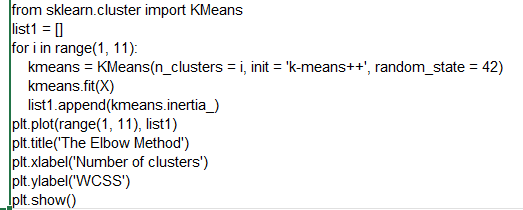 from sklearn.cluster import KMeans
list1 = []
for i in range(1, 11):
    kmeans = KMeans(n_clusters = i, init = 'k-means++', random_state = 42)
    kmeans.fit(X)
    list1.append(kmeans.inertia_)
plt.plot(range(1, 11), list1)
plt.title('The Elbow Method')
plt.xlabel('Number of clusters')
plt.ylabel('WCSS')
plt.show()